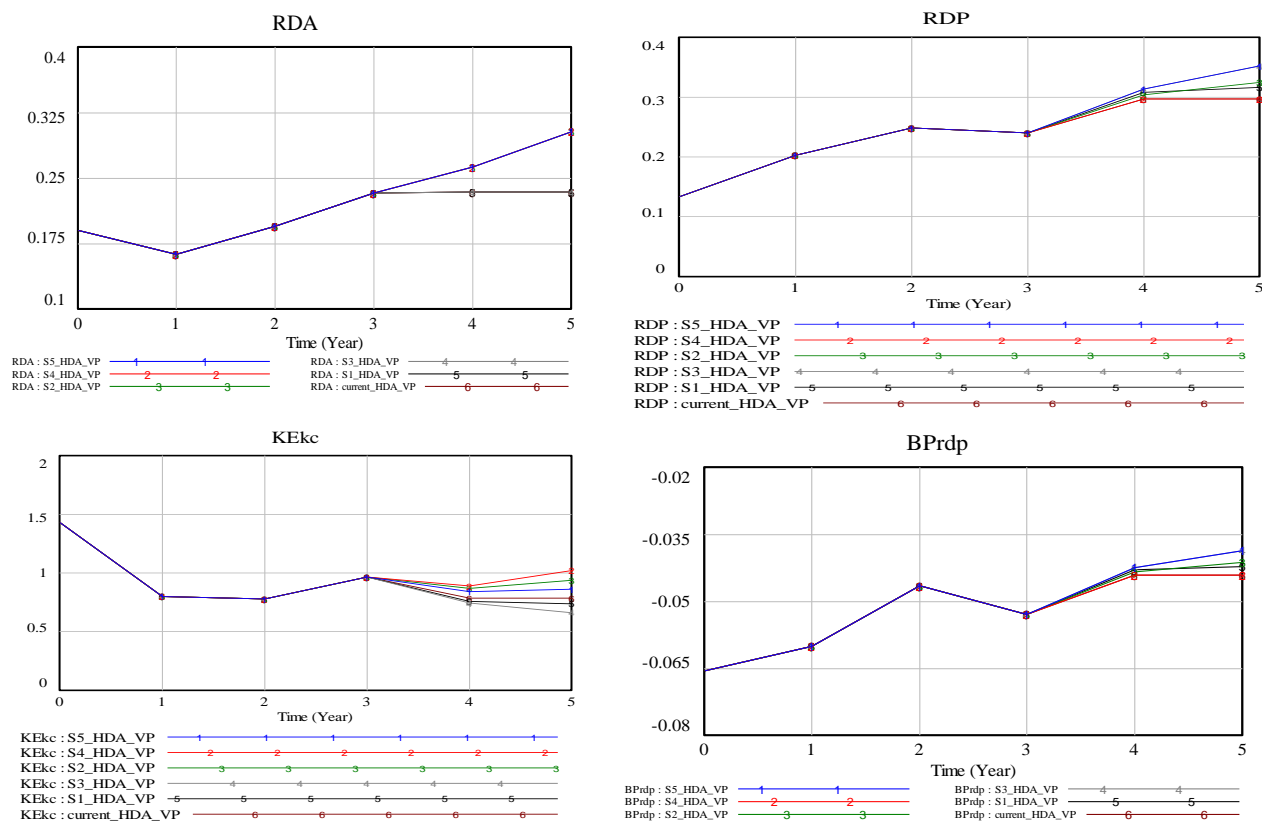 RDA
0.4
0.325
0.25
0.175
0.1
0 1 2 3 4 5
Time (Year)
RDA : S5_HDA_VP 1 1
RDA : S4_HDA_VP 2 2
RDA : S2_HDA_VP 3 3
RDA : S3_HDA_VP 4 4
RDA : S1_HDA_VP 5 5
RDA : current_HDA_VP 6 6
RDP
0.4
0.3
0.2
0.1
0
0 1 2 3 4 5
Time (Year)
RDP : S5_HDA_VP 1 1 1 1 1 1
RDP : S4_HDA_VP 2 2 2 2 2 2
RDP : S2_HDA_VP 3 3 3 3 3 3
RDP : S3_HDA_VP 4 4 4 4 4 4
RDP : S1_HDA_VP 5 5 5 5 5 5
RDP : current_HDA_VP 6 6 6 6 6
KEkc
2
1.5
1
0.5
0
0 1 2 3 4 5
Time (Year)
KEkc : S5_HDA_VP 1 1 1 1 1 1
KEkc : S4_HDA_VP 2 2 2 2 2 2
KEkc : S2_HDA_VP 3 3 3 3 3 3
KEkc : S3_HDA_VP 4 4 4 4 4
KEkc : S1_HDA_VP 5 5 5 5 5 5
KEkc : current_HDA_VP 6 6 6 6 6
BPrdp
-0.02
-0.035
-0.05
-0.065
-0.08
0 1 2 3 4 5
Time (Year)
BPrdp : S5_HDA_VP 1 1
BPrdp : S4_HDA_VP 2 2
BPrdp : S2_HDA_VP 3 3
BPrdp : S3_HDA_VP 4 4
BPrdp : S1_HDA_VP 5 5
BPrdp : current_HDA_VP 6 6